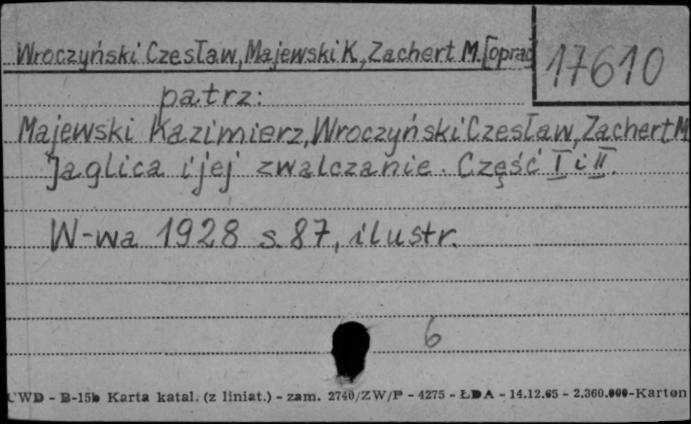 Wroczyński Czesław, Majewski K., Zachert M. [oprac
17610
patrz:
Majewski Kazimierz, Wroczyński Czesław, Zachert M
Jaglica i jej zwalczanie. Część I i II.
W-wa 1928 s. 87, ilustr.
6
CWD - B-15b Karta katal. (z liniat.) - zam. 2740/ZW/P - 4275 - ŁDA - 14.12.65 - 2.360.000-Karton